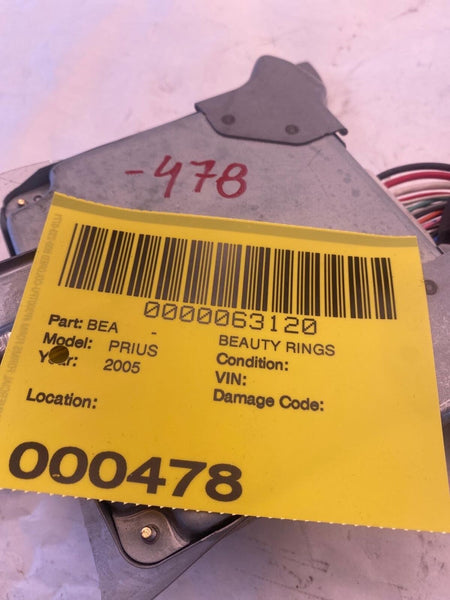 -478
0000063120
Part: BEA -
BEAUTY RINGS
Model: PRIUS
Condition:
Year: 2005
VIN:
Location:
Damage Code:
000478